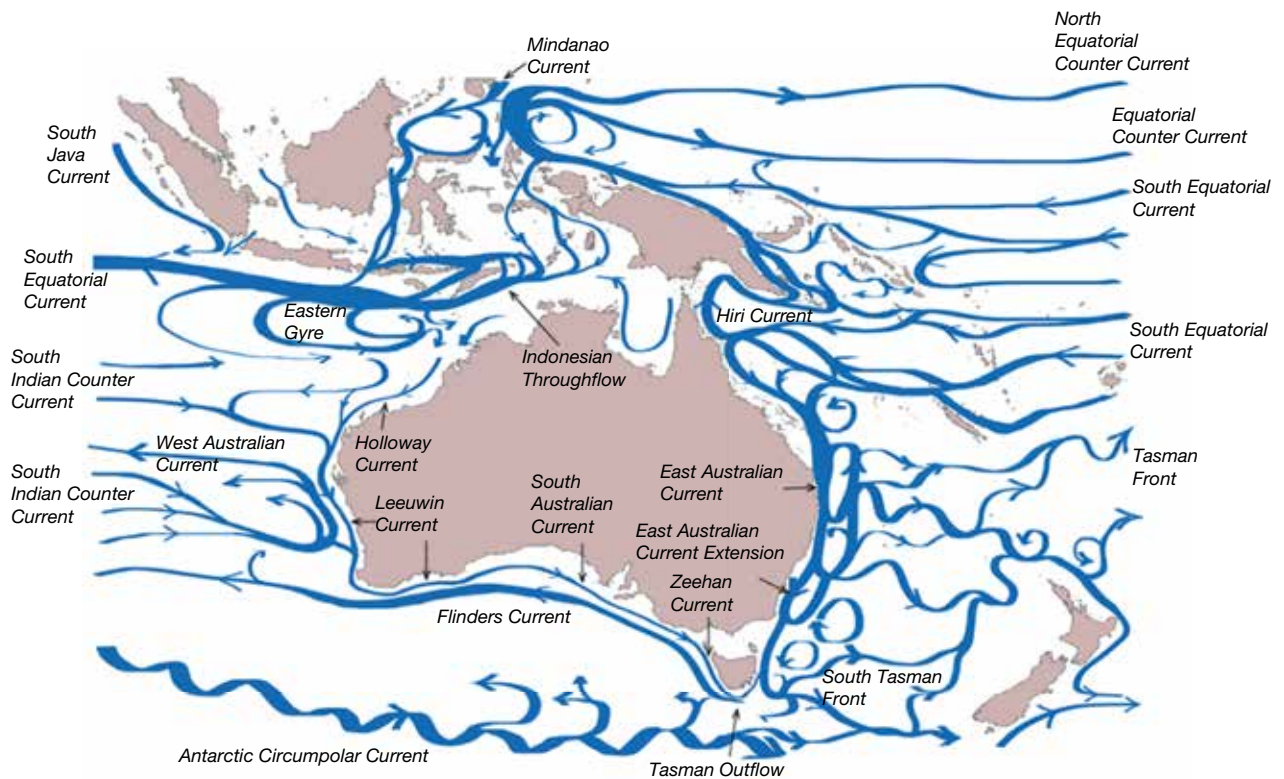 North
Equatorial
Counter Current
Mindanao
Current
Equatorial
Counter Current
South
Java
Current
South Equatorial
Current
South
Equatorial
Current
Eastern
Gyre
Hiri Current
South Equatorial
Current
Indonesian
Throughflow
South
Indian Counter
Current
Holloway
Current
West Australian
Current
Tasman
Front
South
Indian Counter
Current
East Australian
Current
South
Australian
Current
Leeuwin
Current
East Australian
Current Extension
Zeehan
Current
Flinders Current
South Tasman
Front
Antarctic Circumpolar Current
Tasman Outflow